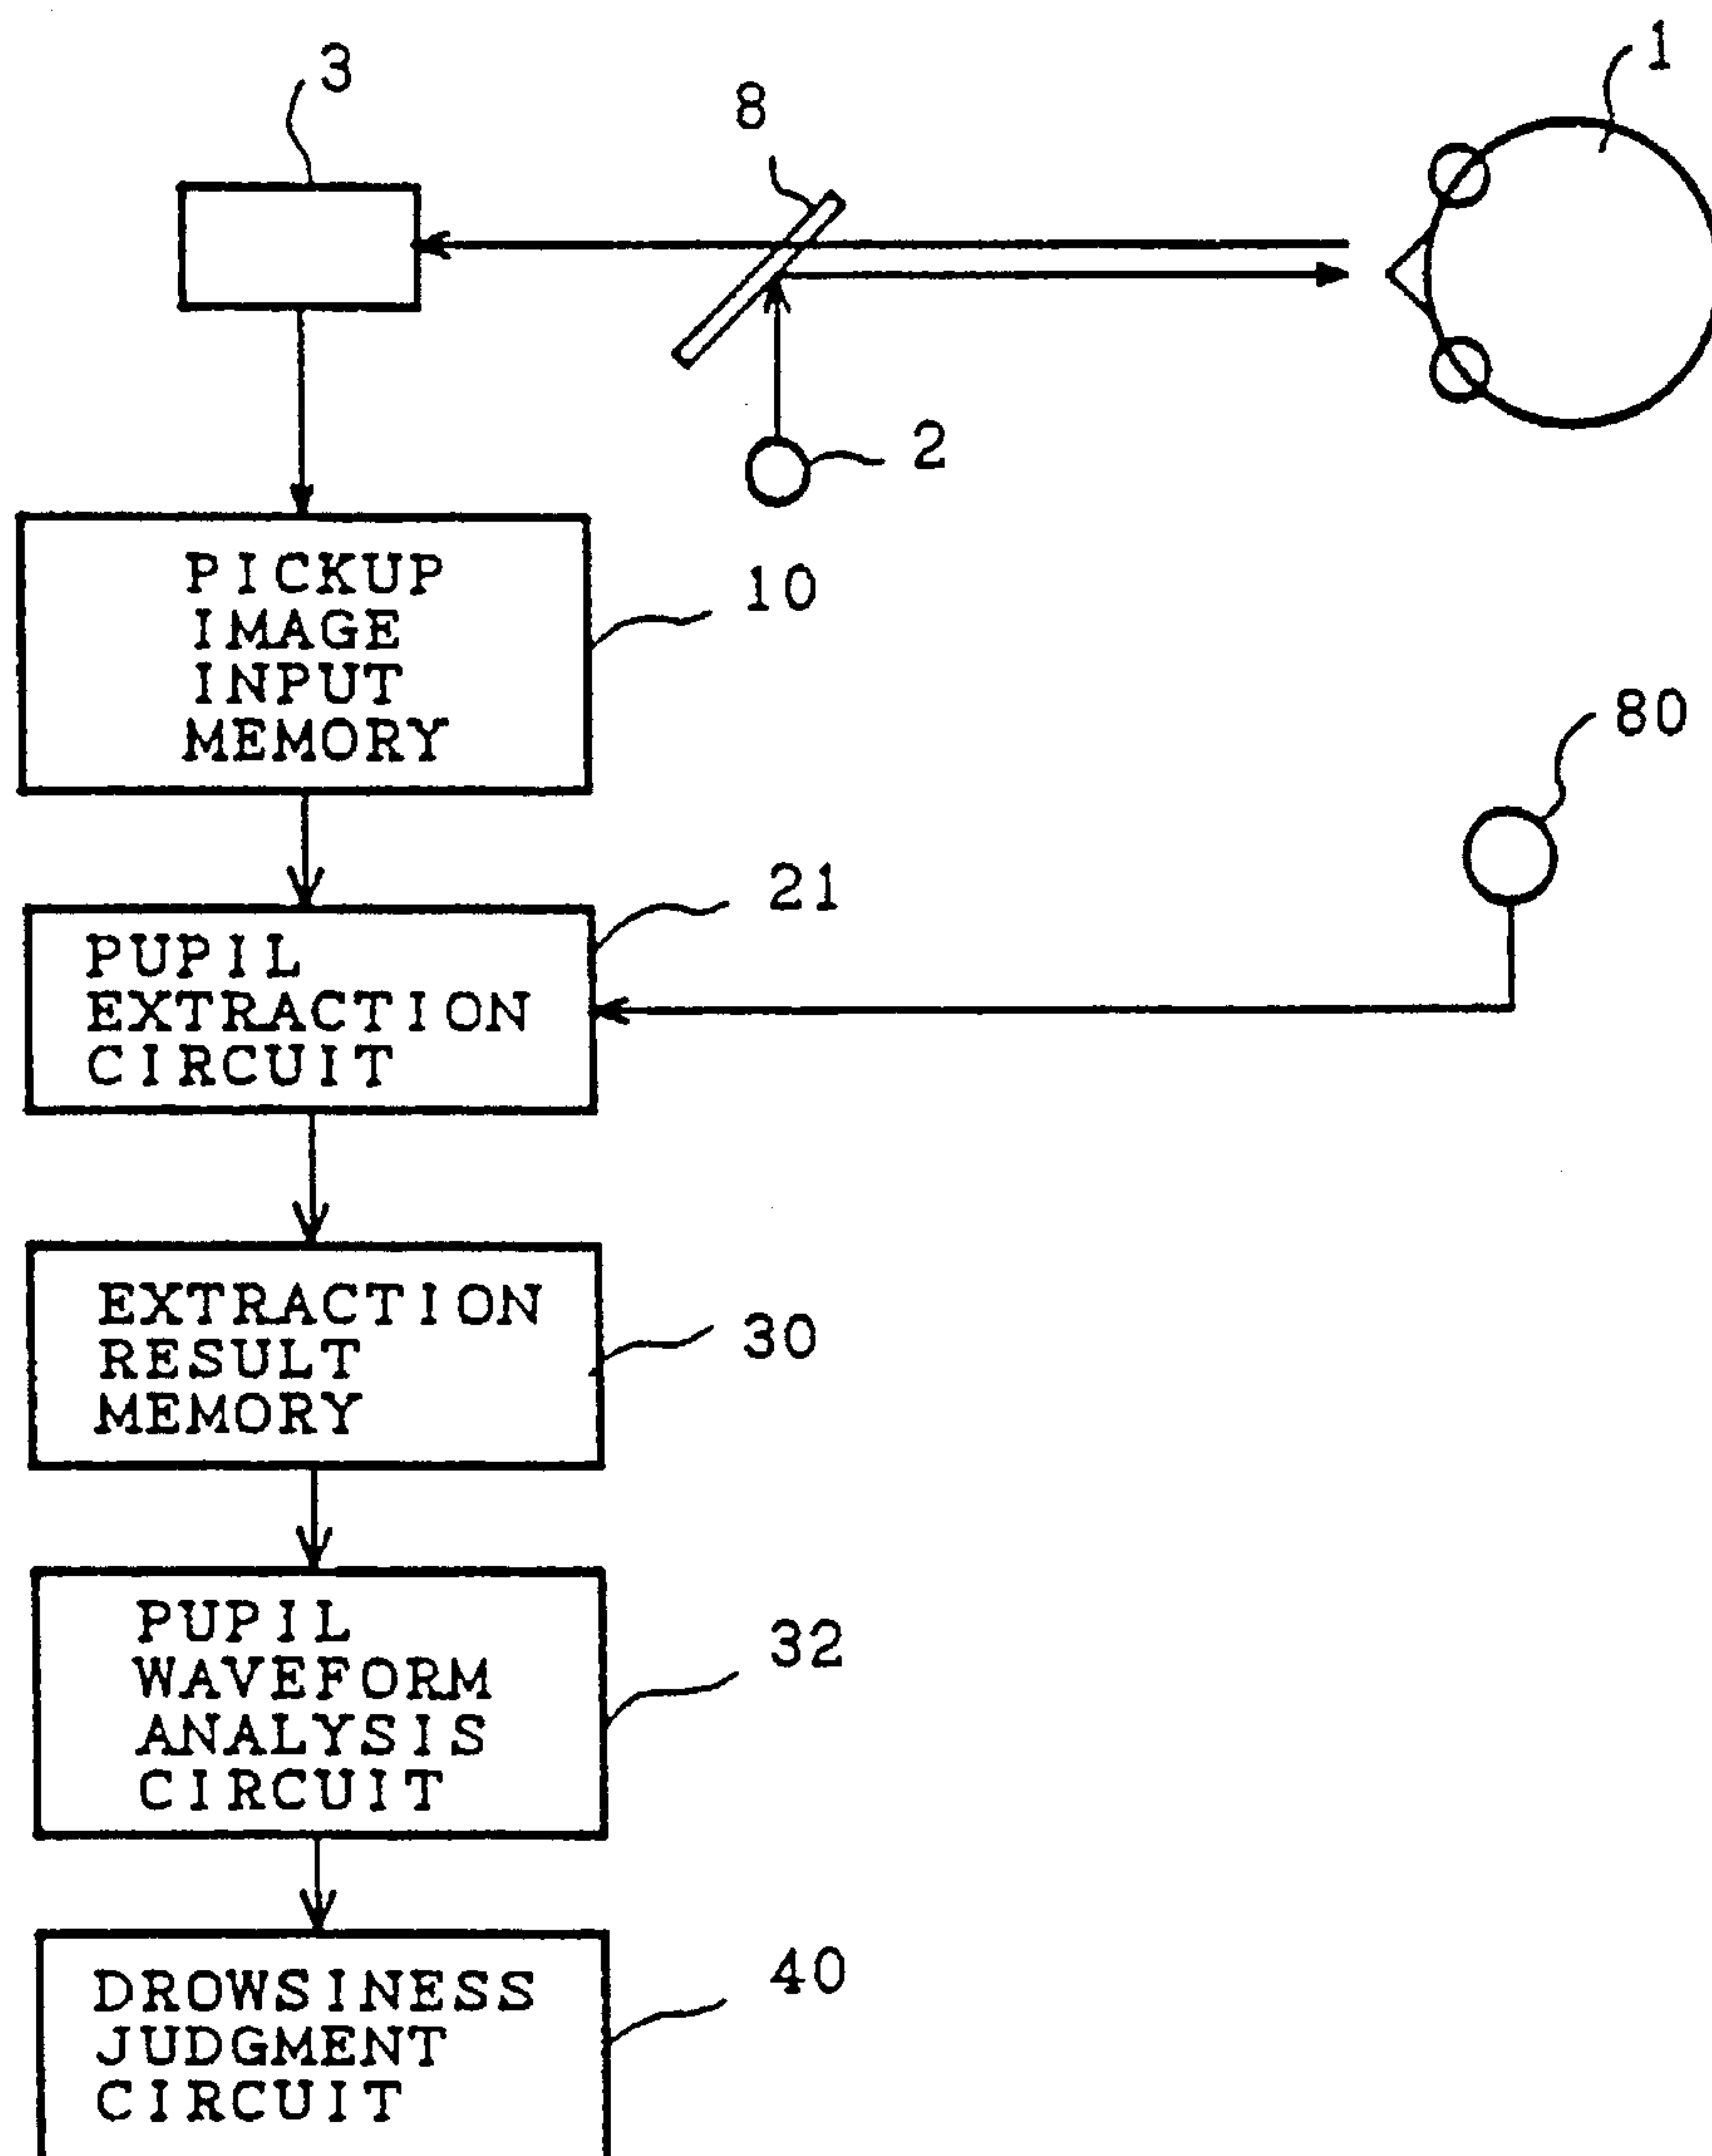 1
3
8
2
PICKUP
IMAGE
INPUT
MEMORY
10
80
21
PUPIL
EXTRACTION
CIRCUIT
EXTRACTION
RESULT
MEMORY
30
PUPIL
WAVEFORM
ANALYSIS
CIRCUIT
32
DROWSINESS
JUDGMENT
CIRCUIT
40